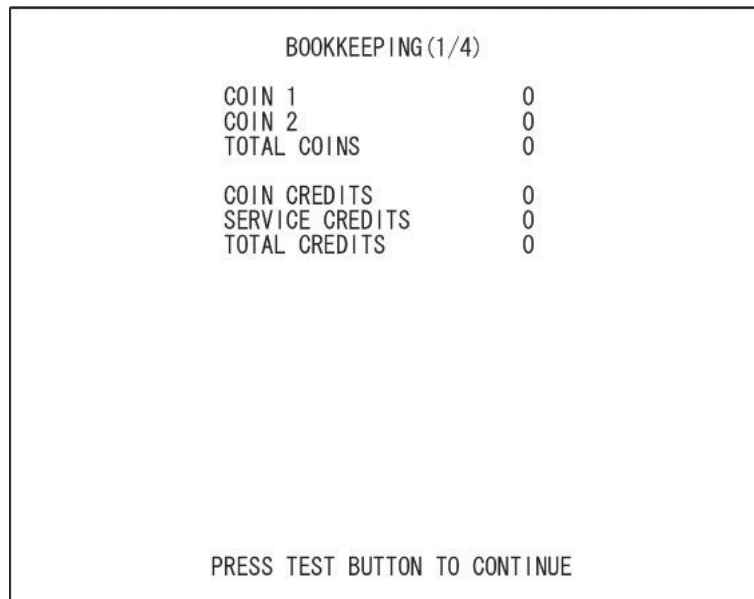 BOOKKEEPING(1/4)
COIN 1 0
COIN 2 0
TOTAL COINS 0
COIN CREDITS 0
SERVICE CREDITS 0
TOTAL CREDITS 0
PRESS TEST BUTTON TO CONTINUE